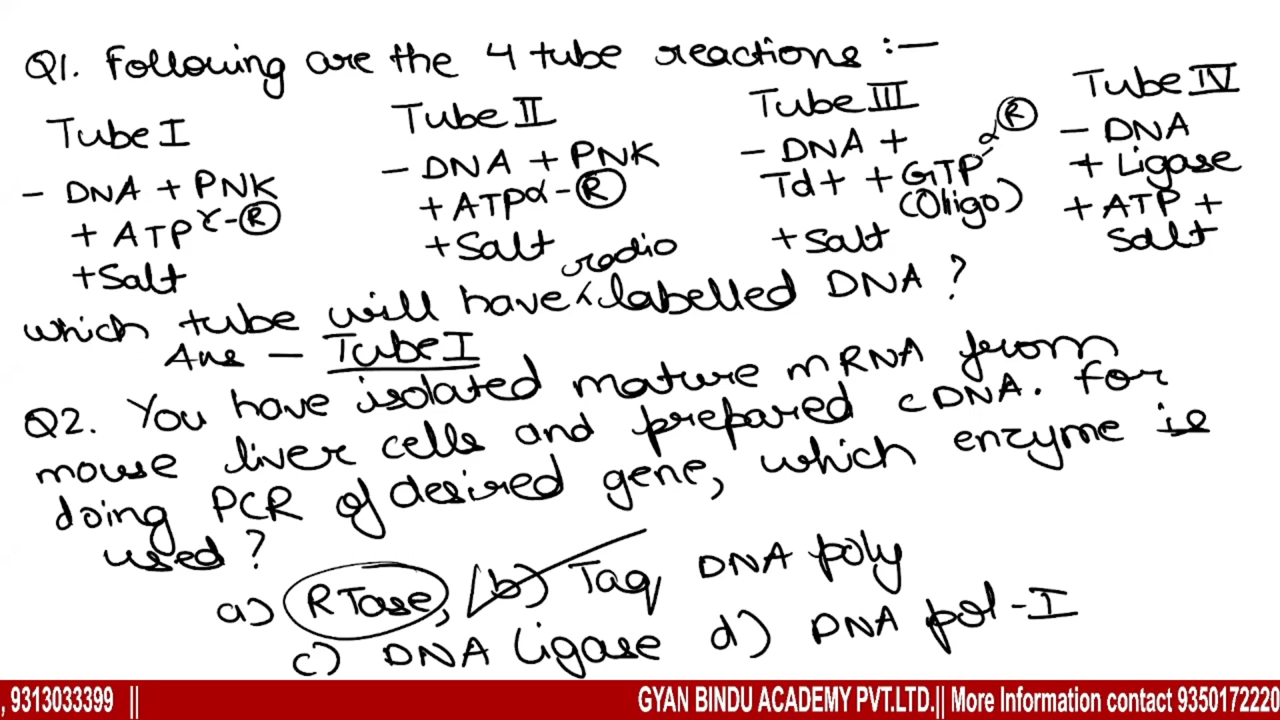 Q1. Following are the 4 tube reactions :-
Tube I
- DNA + PNK
+ ATP γ-R
+ Salt
Tube II
- DNA + PNK
+ ATPα-R
+ Salt
Tube III
- DNA +
Td+ + GTP α-R
(Oligo)
+ Salt
Tube IV
- DNA
+ Ligase
+ ATP +
Salt
which tube will have radio labelled DNA ?
Ans - Tube I
Q2. You have isolated mature mRNA from
mouse liver cells and prepared cDNA. For
doing PCR of desired gene, which enzyme is
used ?
a) RTase, b) Taq DNA poly
c) DNA ligase d) DNA pol-I
, 9313033399 || GYAN BINDU ACADEMY PVT.LTD.|| More Information contact 9350172220